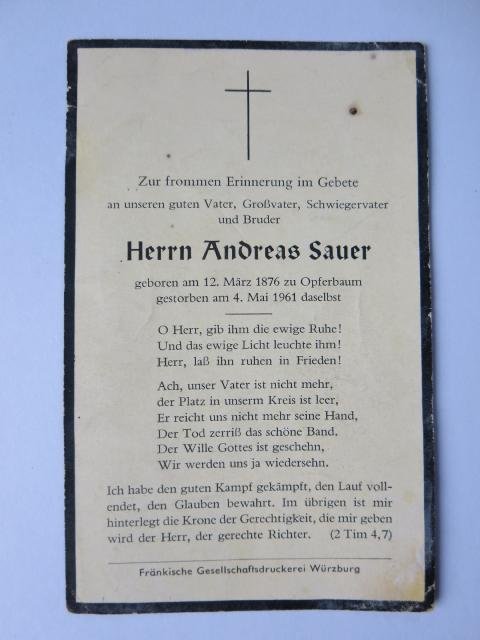 Zur frommen Erinnerung im Gebete
an unseren guten Vater, Großvater, Schwiegervater
und Bruder
Herrn Andreas Sauer
geboren am 12. März 1876 zu Opferbaum
gestorben am 4. Mai 1961 daselbst
O Herr, gib ihm die ewige Ruhe!
Und das ewige Licht leuchte ihm!
Herr, laß ihn ruhen in Frieden!
Ach, unser Vater ist nicht mehr,
der Platz in unserm Kreis ist leer,
Er reicht uns nicht mehr seine Hand,
Der Tod zerriß das schöne Band.
Der Wille Gottes ist geschehn,
Wir werden uns ja wiedersehn.
Ich habe den guten Kampf gekämpft, den Lauf voll-
endet, den Glauben bewahrt. Im übrigen ist mir
hinterlegt die Krone der Gerechtigkeit, die mir geben
wird der Herr, der gerechte Richter. (2 Tim 4,7)
Fränkische Gesellschaftsdruckerei Würzburg